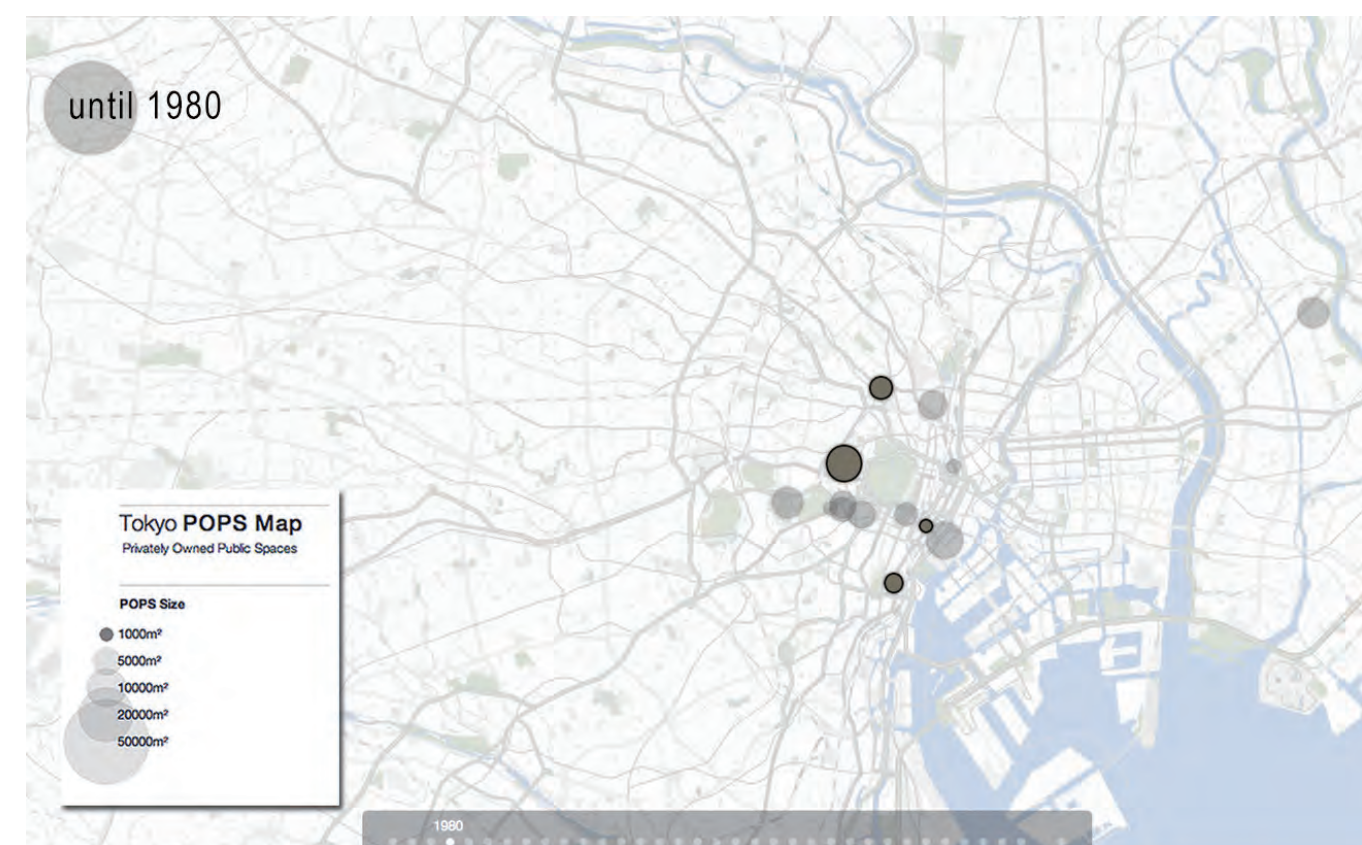 until 1980
Tokyo POPS Map
Privately Owned Public Spaces
POPS Size
1000m²
5000m²
10000m²
20000m²
50000m²
1980